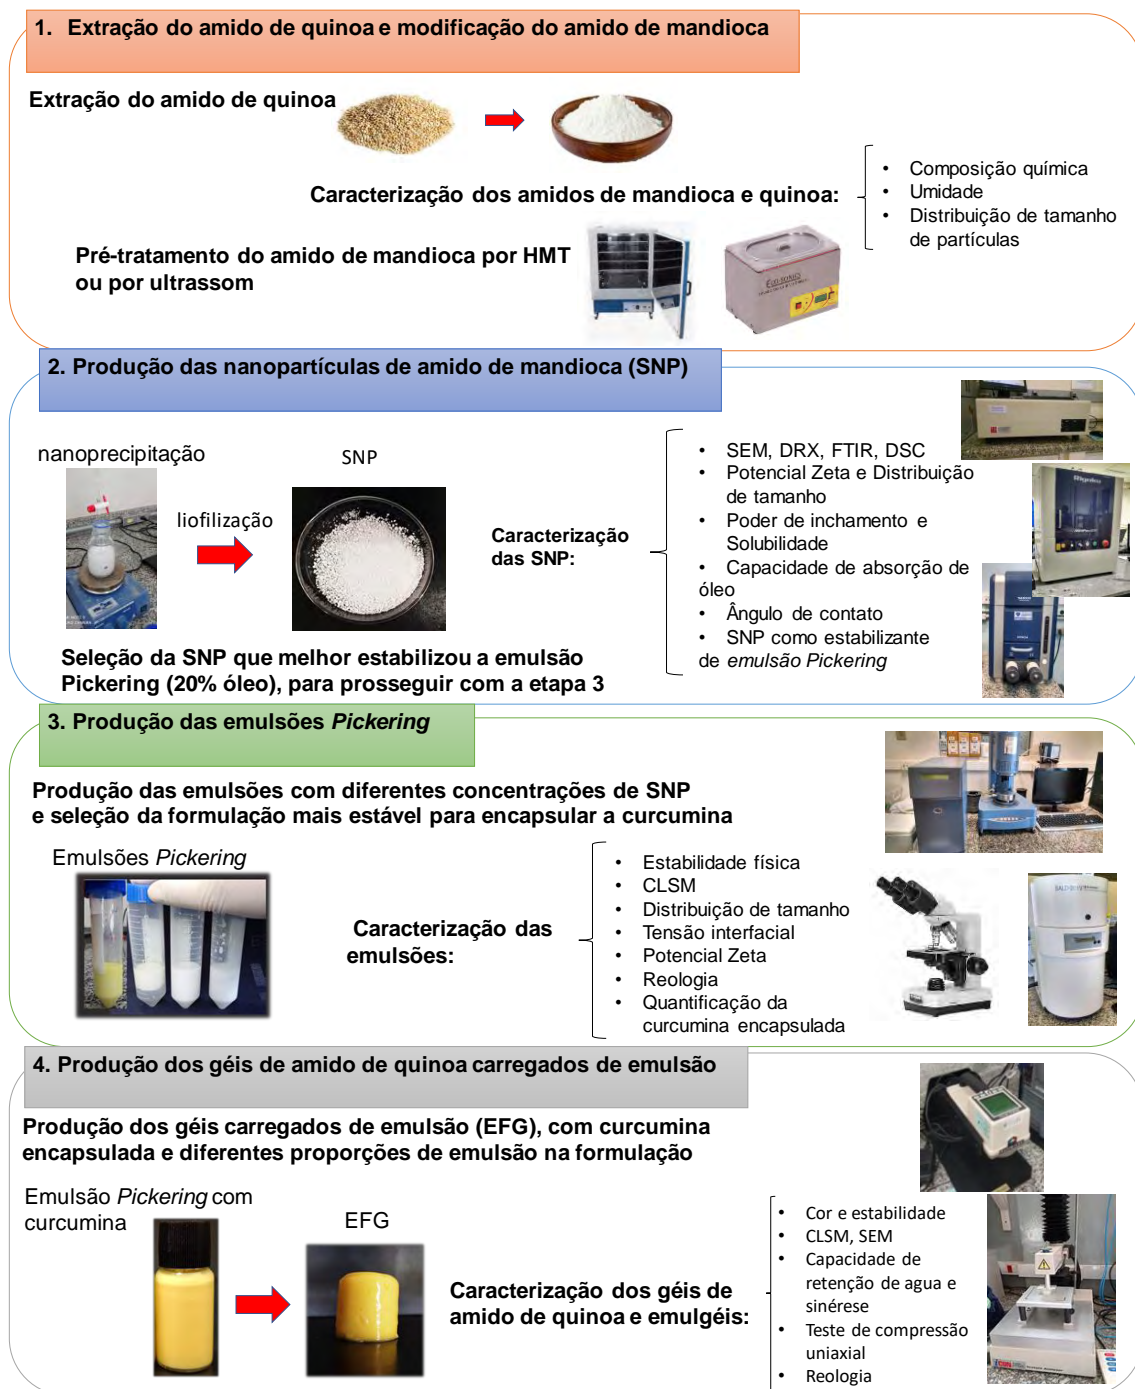 1. Extração do amido de quinoa e modificação do amido de mandioca
Extração do amido de quinoa
Caracterização dos amidos de mandioca e quinoa:
• Composição química
• Umidade
• Distribuição de tamanho
de partículas
Pré-tratamento do amido de mandioca por HMT
ou por ultrassom
2. Produção das nanopartículas de amido de mandioca (SNP)
nanoprecipitação
liofilização
SNP
Caracterização
das SNP:
• SEM, DRX, FTIR, DSC
• Potencial Zeta e Distribuição
de tamanho
• Poder de inchamento e
Solubilidade
• Capacidade de absorção de
óleo
• Ângulo de contato
• SNP como estabilizante
de emulsão Pickering
Rigaku
Seleção da SNP que melhor estabilizou a emulsão
Pickering (20% óleo), para prosseguir com a etapa 3
3. Produção das emulsões Pickering
Produção das emulsões com diferentes concentrações de SNP
e seleção da formulação mais estável para encapsular a curcumina
Emulsões Pickering
Caracterização das
emulsões:
• Estabilidade física
• CLSM
• Distribuição de tamanho
• Tensão interfacial
• Potencial Zeta
• Reologia
• Quantificação da
curcumina encapsulada
4. Produção dos géis de amido de quinoa carregados de emulsão
Produção dos géis carregados de emulsão (EFG), com curcumina
encapsulada e diferentes proporções de emulsão na formulação
Emulsão Pickering com
curcumina
EFG
Caracterização dos géis de
amido de quinoa e emulgéis:
• Cor e estabilidade
• CLSM, SEM
• Capacidade de
retenção de agua e
sinérese
• Teste de compressão
uniaxial
• Reologia